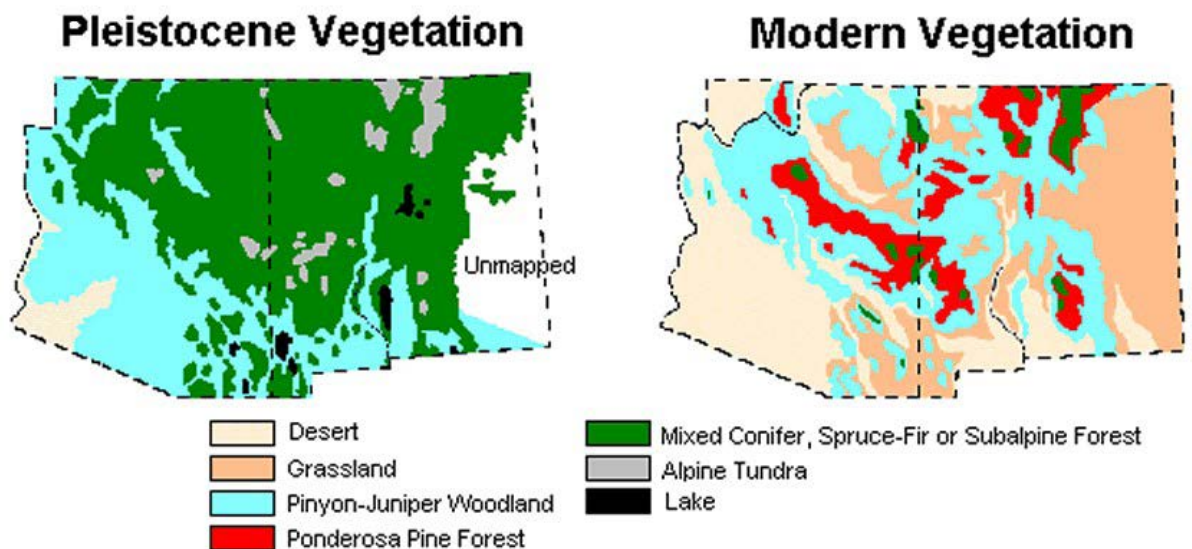 Pleistocene Vegetation
Modern Vegetation
Unmapped
Desert
Grassland
Pinyon-Juniper Woodland
Ponderosa Pine Forest
Mixed Conifer, Spruce-Fir or Subalpine Forest
Alpine Tundra
Lake